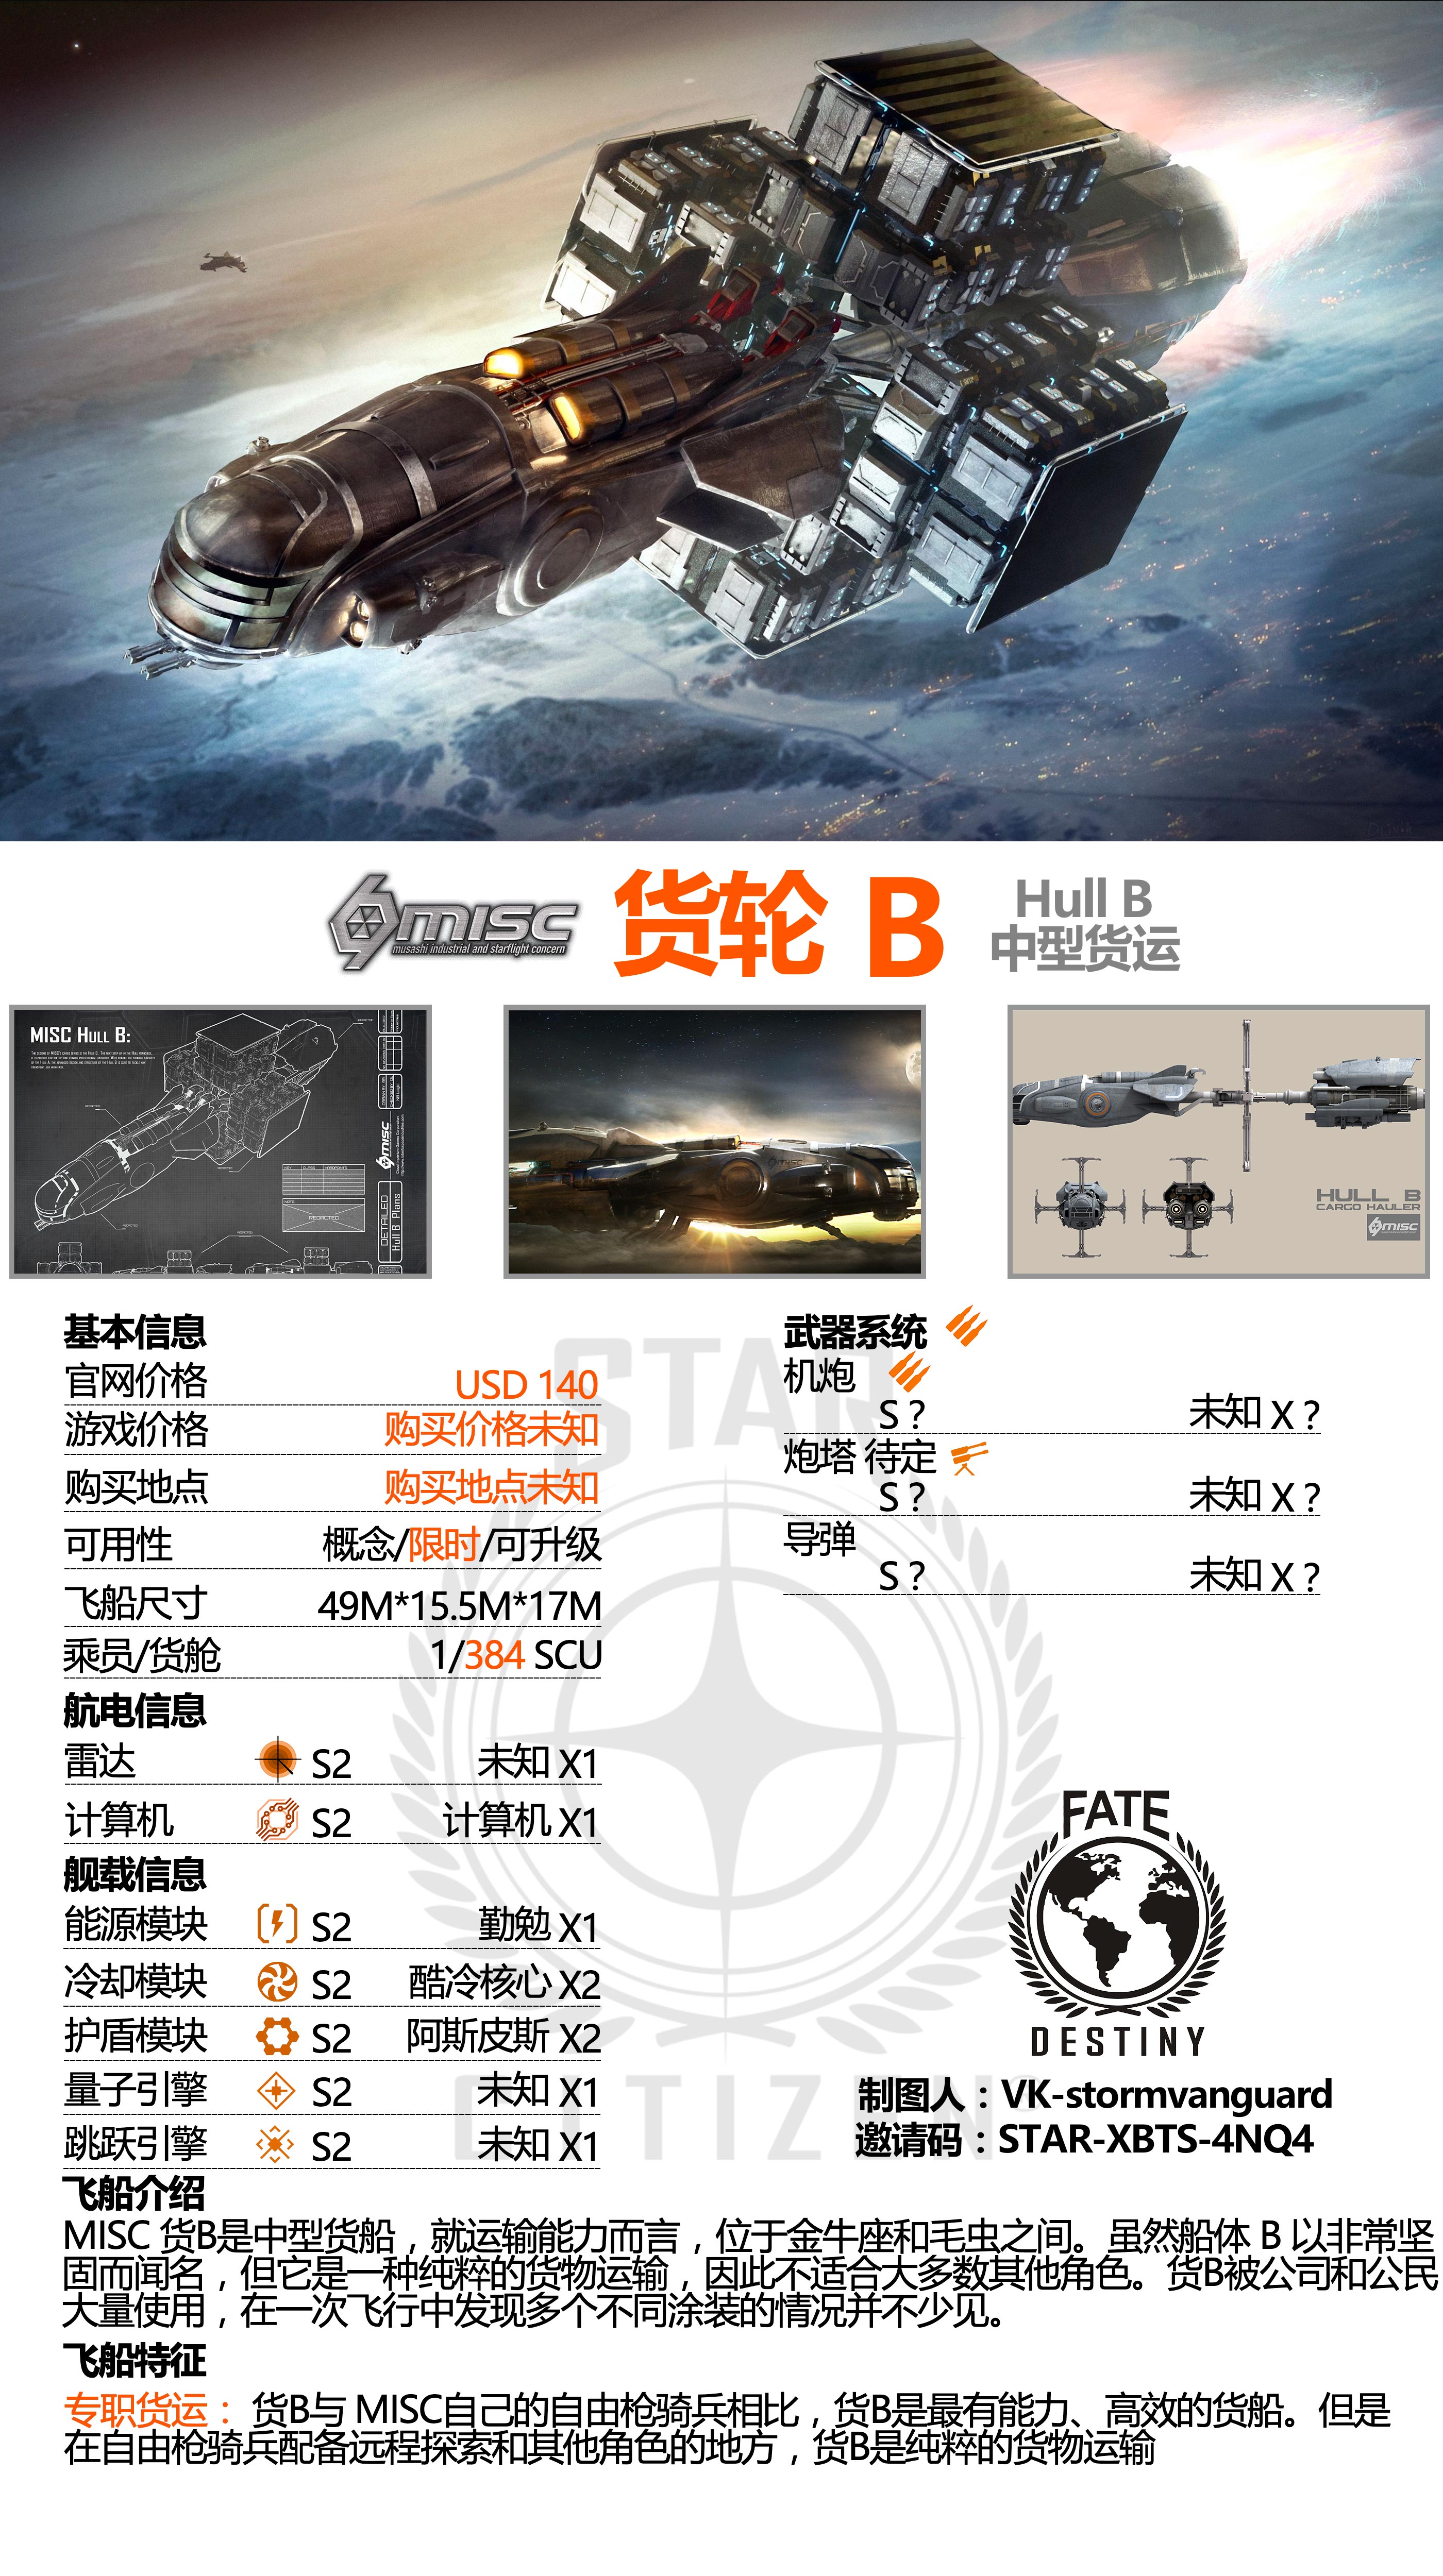 misc
musashi industrial and starflight concern
货轮 B
Hull B
中型货运
MISC HULL B:
misc
DETAILED
Hull B Plans
REDACTED
misc
HULL B
CARGO HAULER
misc
STAR
CITIZEN
基本信息
官网价格 USD 140
游戏价格 购买价格未知
购买地点 购买地点未知
可用性 概念/限时/可升级
飞船尺寸 49M*15.5M*17M
乘员/货舱 1/384 SCU
航电信息
雷达 S2 未知 X1
计算机 S2 计算机 X1
舰载信息
能源模块 S2 勤勉 X1
冷却模块 S2 酷冷核心 X2
护盾模块 S2 阿斯皮斯 X2
量子引擎 S2 未知 X1
跳跃引擎 S2 未知 X1
武器系统
机炮
S ? 未知 X ?
炮塔 待定
S ? 未知 X ?
导弹
S ? 未知 X ?
FATE
DESTINY
制图人：VK-stormvanguard
邀请码：STAR-XBTS-4NQ4
飞船介绍
MISC 货B是中型货船，就运输能力而言，位于金牛座和毛虫之间。虽然船体 B 以非常坚
固而闻名，但它是一种纯粹的货物运输，因此不适合大多数其他角色。货B被公司和公民
大量使用，在一次飞行中发现多个不同涂装的情况并不少见。
飞船特征
专职货运： 货B与 MISC自己的自由枪骑兵相比，货B是最有能力、高效的货船。但是
在自由枪骑兵配备远程探索和其他角色的地方，货B是纯粹的货物运输